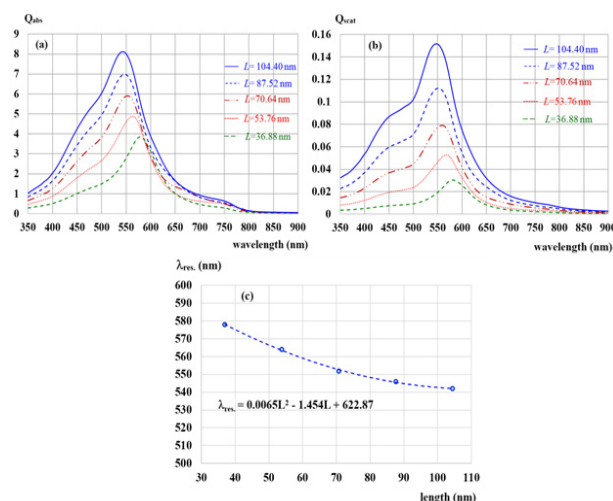 Qabs
(a)
L= 104.40 nm
L= 87.52 nm
L=70.64 nm
L=53.76 nm
L=36.88 nm
9
8
7
6
5
4
3
2
1
0
350 400 450 500 550 600 650 700 750 800 850 900
wavelength (nm)
Qscat
(b)
L= 104.40 nm
L= 87.52 nm
L=70.64 nm
L=53.76 nm
L=36.88 nm
0.16
0.14
0.12
0.1
0.08
0.06
0.04
0.02
0
350 400 450 500 550 600 650 700 750 800 850 900
wavelength (nm)
λres. (nm)
(c)
600
590
580
570
560
550
540
530
520
510
500
λres. = 0.0065L² - 1.454L + 622.87
30 40 50 60 70 80 90 100 110
length (nm)